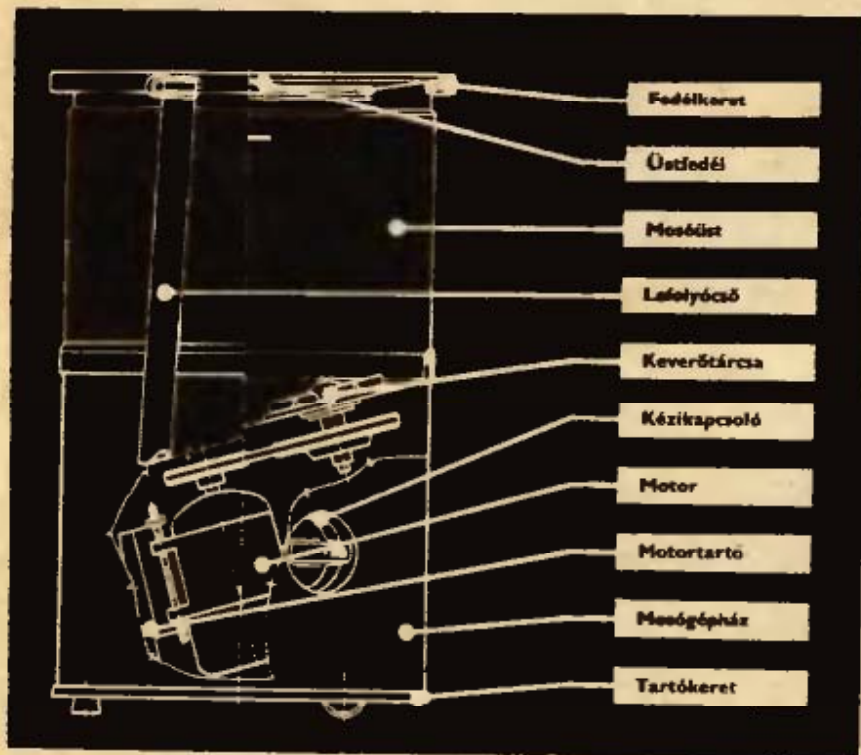 Fedélkeret
Üstfedél
Mosóüst
Lefolyócső
Keverőtárcsa
Kézikapcsoló
Motor
Motortartó
Mosógépház
Tartókeret